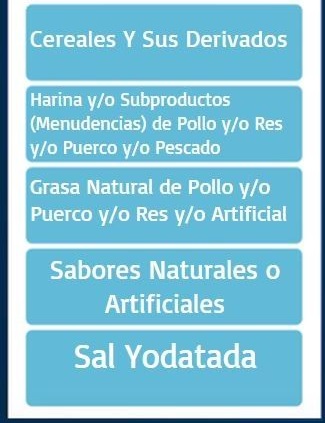 Cereales Y Sus Derivados
Harina y/o Subproductos
(Menudencias) de Pollo y/o Res
y/o Puerco y/o Pescado
Grasa Natural de Pollo y/o
Puerco y/o Res y/o Artificial
Sabores Naturales o
Artificiales
Sal Yodatada